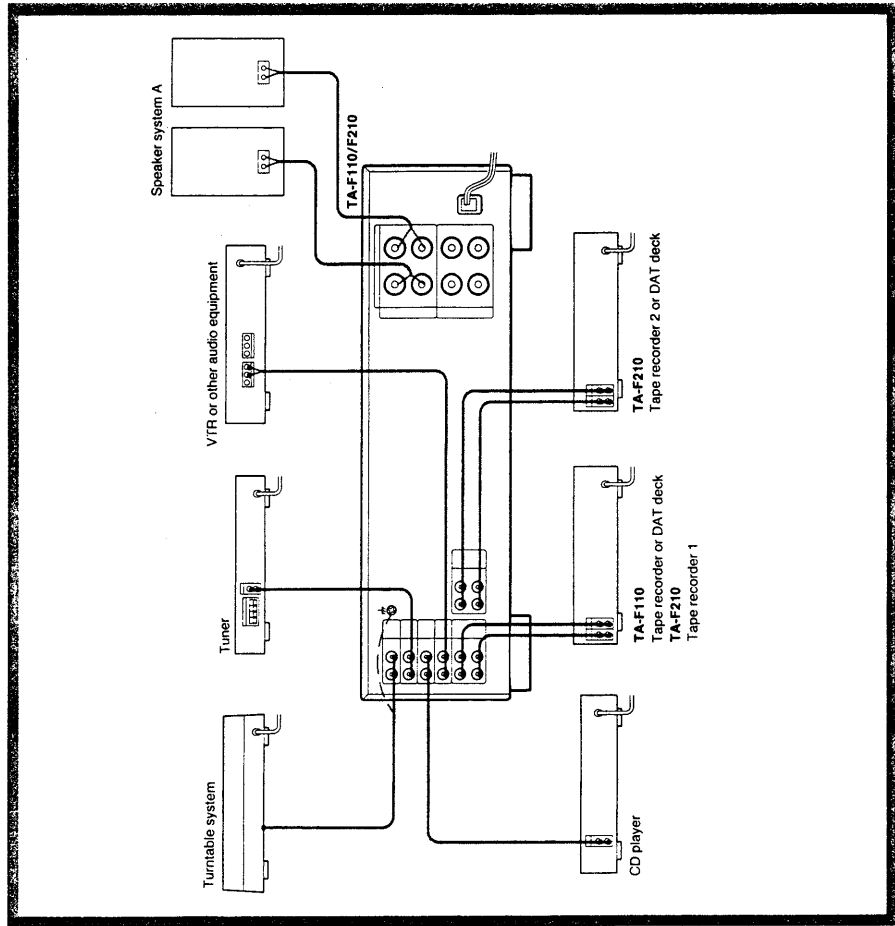 Turntable system
Tuner
VTR or other audio equipment
Speaker system A
TA-F110/F210
CD player
TA-F110
Tape recorder or DAT deck
TA-F210
Tape recorder 1
TA-F210
Tape recorder 2 or DAT deck